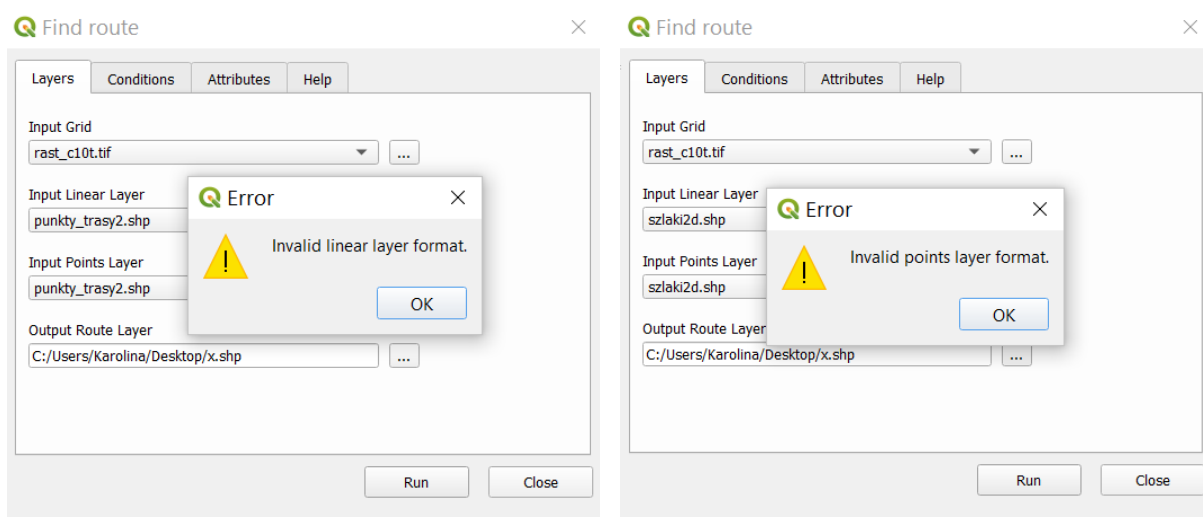 Find route
Layers Conditions Attributes Help
Input Grid
rast_c10t.tif ...
Input Linear Layer
punkty_trasy2.shp
Input Points Layer
punkty_trasy2.shp
Error
Invalid linear layer format.
OK
Output Route Layer
C:/Users/Karolina/Desktop/x.shp ...
Run Close
Find route
Layers Conditions Attributes Help
Input Grid
rast_c10t.tif ...
Input Linear Layer
szlaki2d.shp
Input Points Layer
szlaki2d.shp
Error
Invalid points layer format.
OK
Output Route Layer
C:/Users/Karolina/Desktop/x.shp ...
Run Close